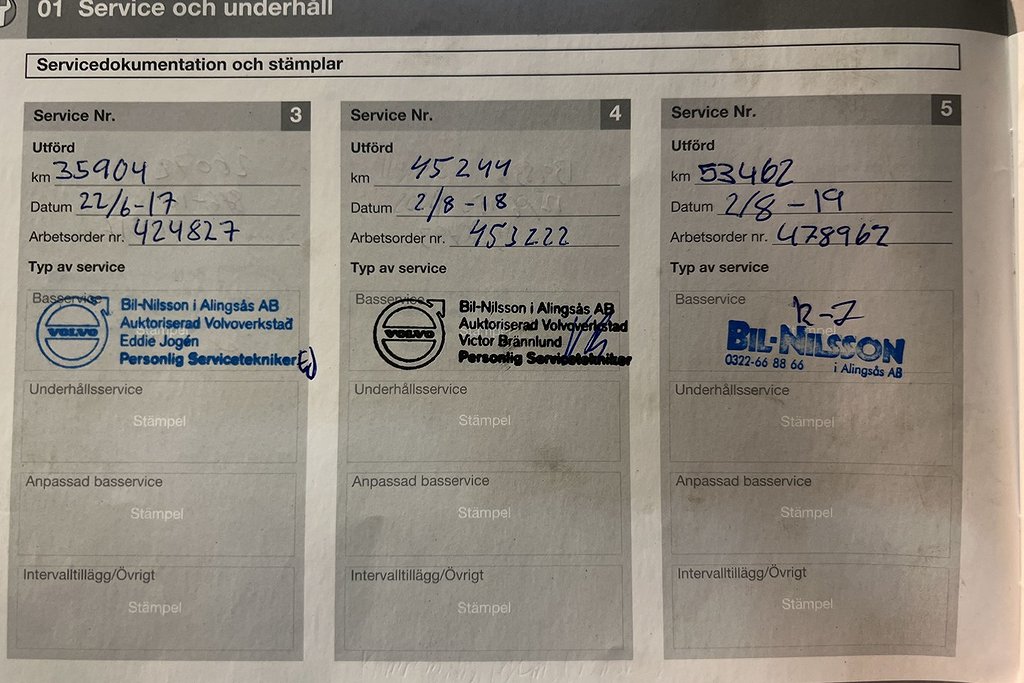 01 Service och underhåll
Servicedokumentation och stämplar
Service Nr. 3
Utförd
km 35904
Datum 22/6-17
Arbetsorder nr. 424827
Typ av service
Basservice
VOLVO
Bil-Nilsson i Alingsås AB
Auktoriserad Volvoverkstad
Eddie Jogén
Personlig Servicetekniker EJ
Underhållsservice
Stämpel
Anpassad basservice
Stämpel
Intervalltillägg/Övrigt
Stämpel
Service Nr. 4
Utförd
km 45244
Datum 2/8-18
Arbetsorder nr. 453222
Typ av service
Basservice
VOLVO
Bil-Nilsson i Alingsås AB
Auktoriserad Volvoverkstad
Victor Brännlund
Personlig Servicetekniker
Underhållsservice
Stämpel
Anpassad basservice
Stämpel
Intervalltillägg/Övrigt
Stämpel
Service Nr. 5
Utförd
km 53462
Datum 2/8-19
Arbetsorder nr. 478962
Typ av service
Basservice
BIL-NILSSON
0322-66 88 66 i Alingsås AB
Underhållsservice
Stämpel
Anpassad basservice
Stämpel
Intervalltillägg/Övrigt
Stämpel